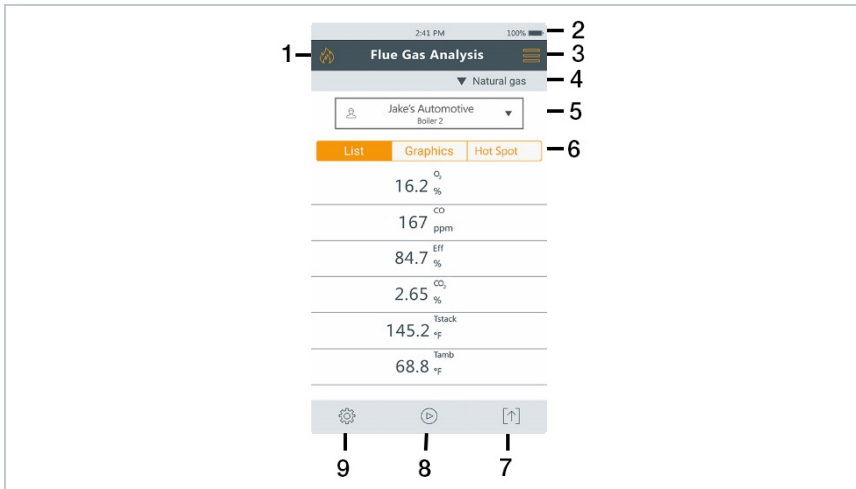 2:41 PM 100% 2
1 Flue Gas Analysis 3
Natural gas 4
Jake's Automotive 5
Boiler 2
List Graphics Hot Spot 6
16.2 O₂ %
167 CO ppm
84.7 Eff %
2.65 CO₂ %
145.2 Tstack °F
68.8 Tamb °F
9 8 7